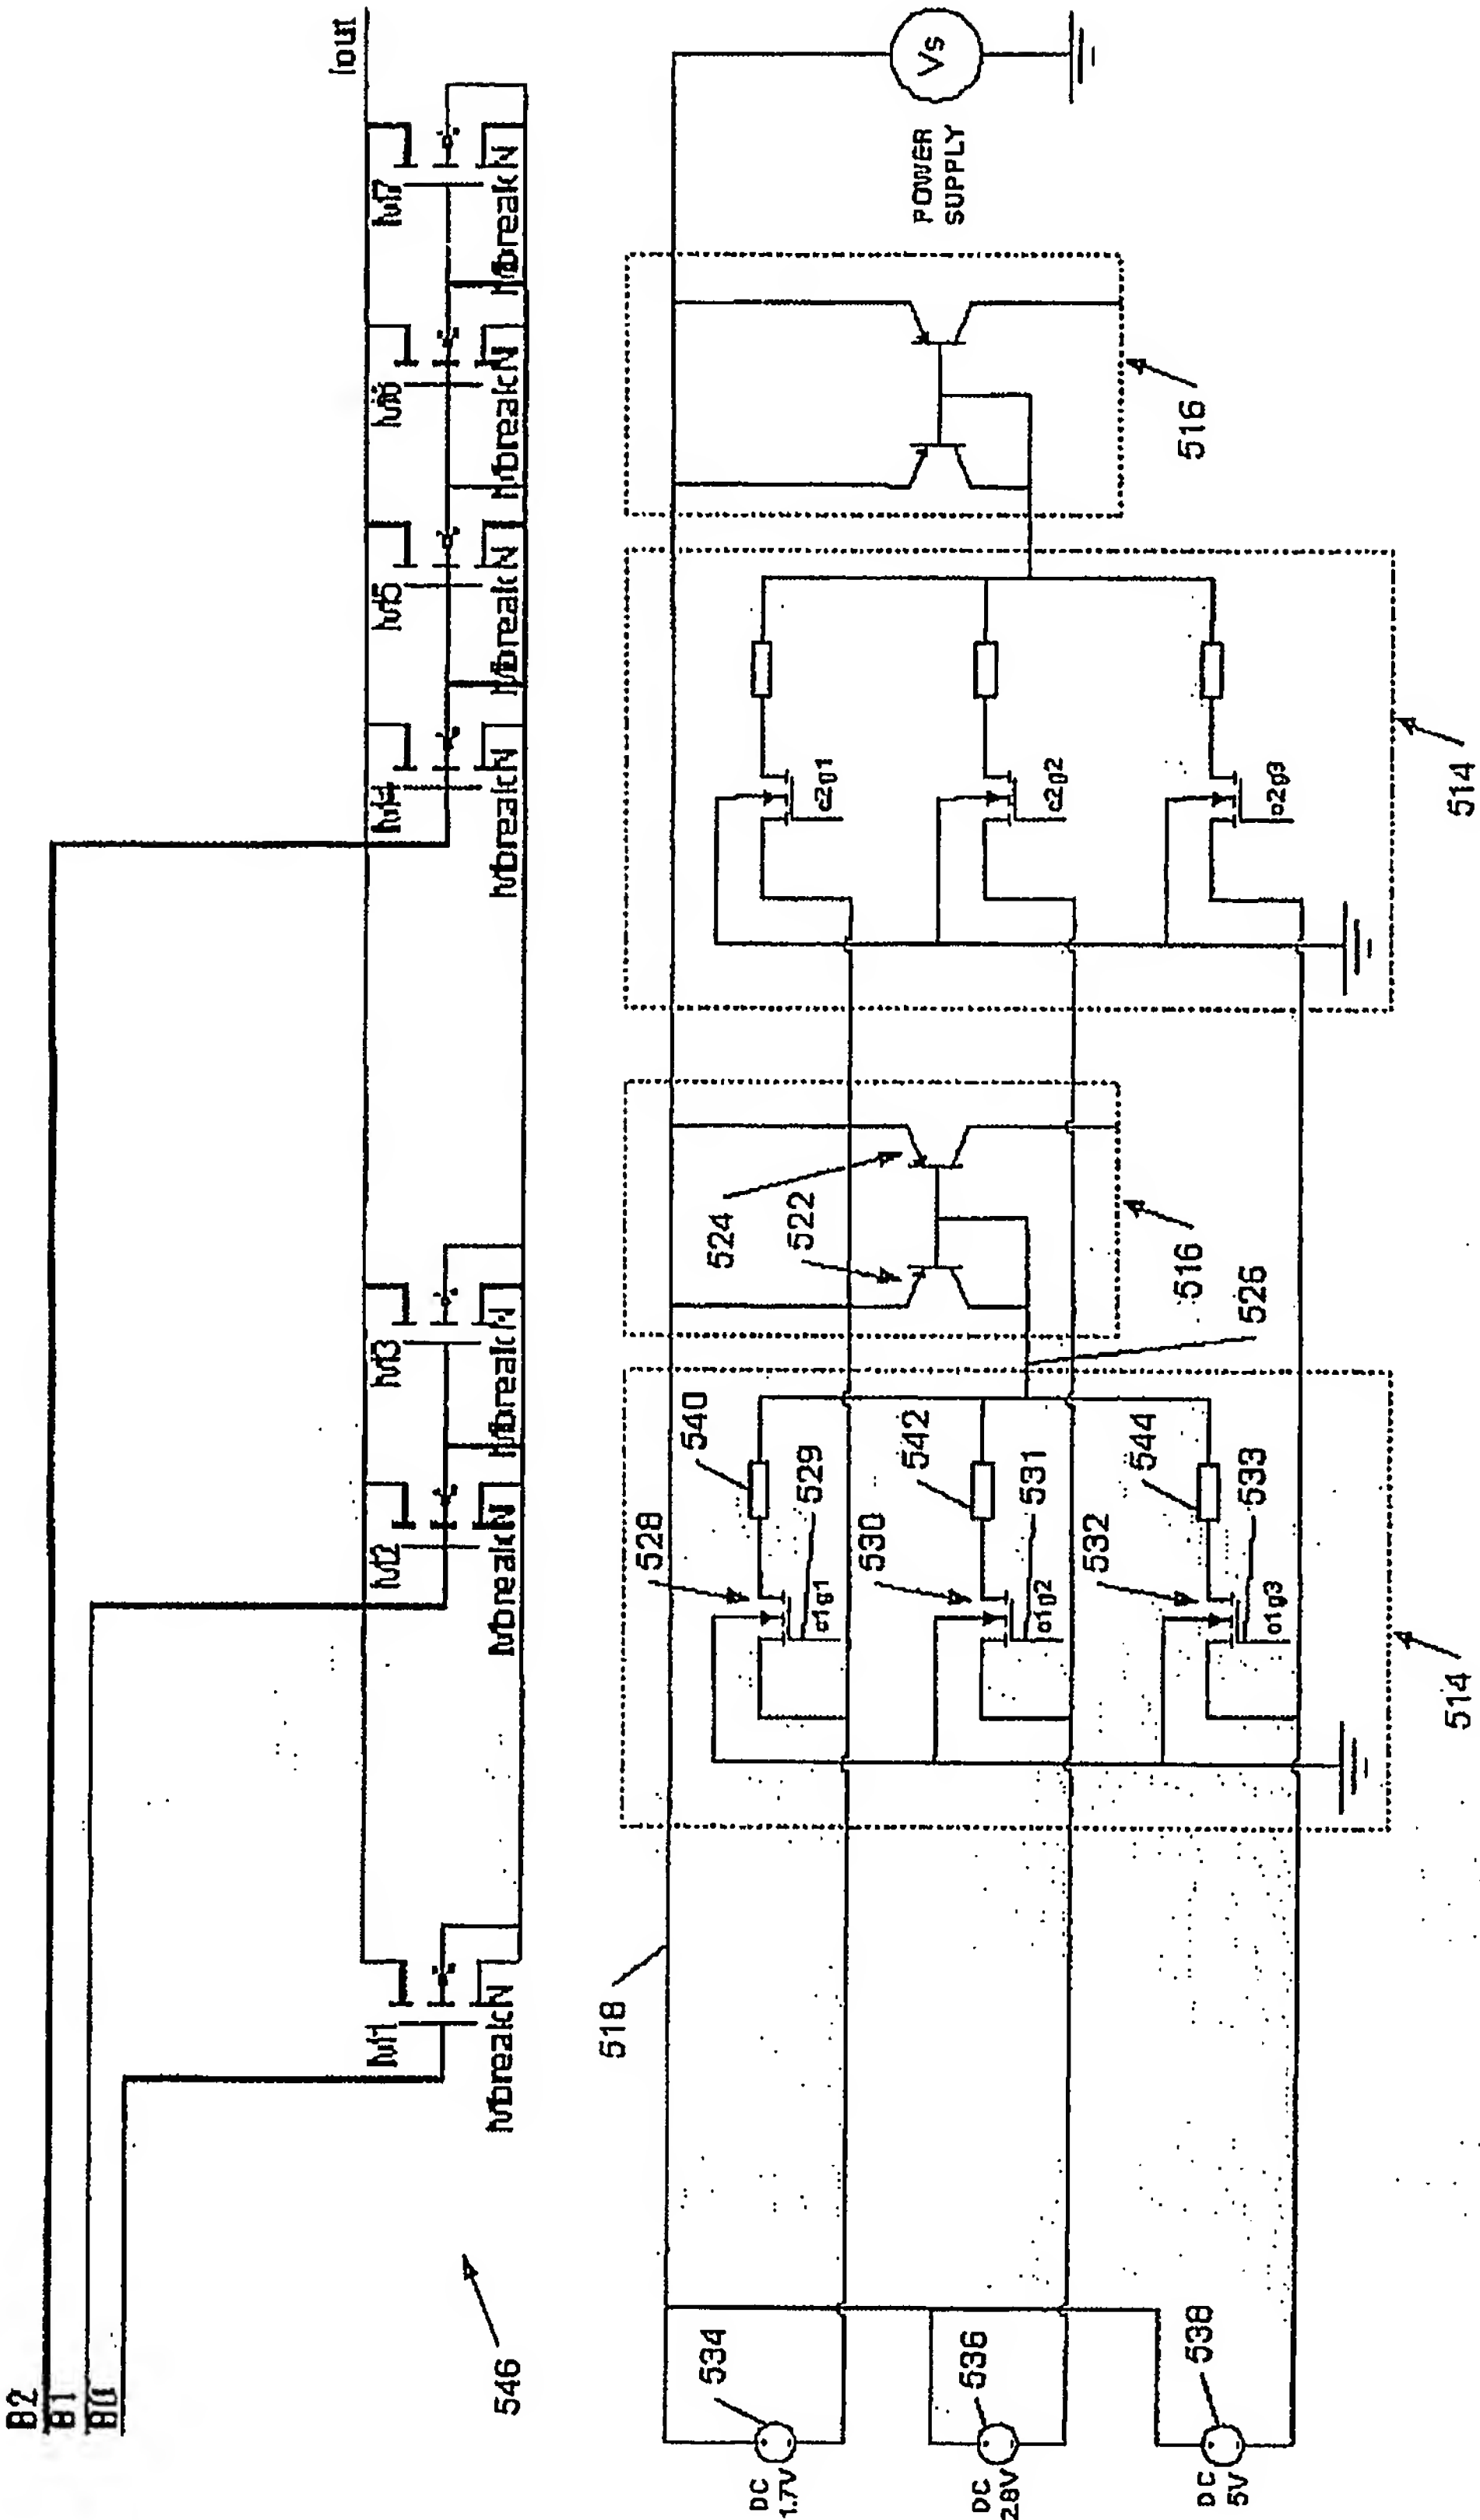 B2
B1
B0
Iout
M1
MbreakN
M2
MbreakN
M3
MbreakN
M4
MbreakN
M5
MbreakN
M6
MbreakN
M7
MbreakN
546
518
POWER
SUPPLY
Vs
534
DC
1.7V
536
DC
2.8V
538
DC
5V
528
540
529
c1g1
530
542
531
c1g2
532
544
533
c1g3
514
524
522
516
526
c2g1
c2g2
c2g3
514
516